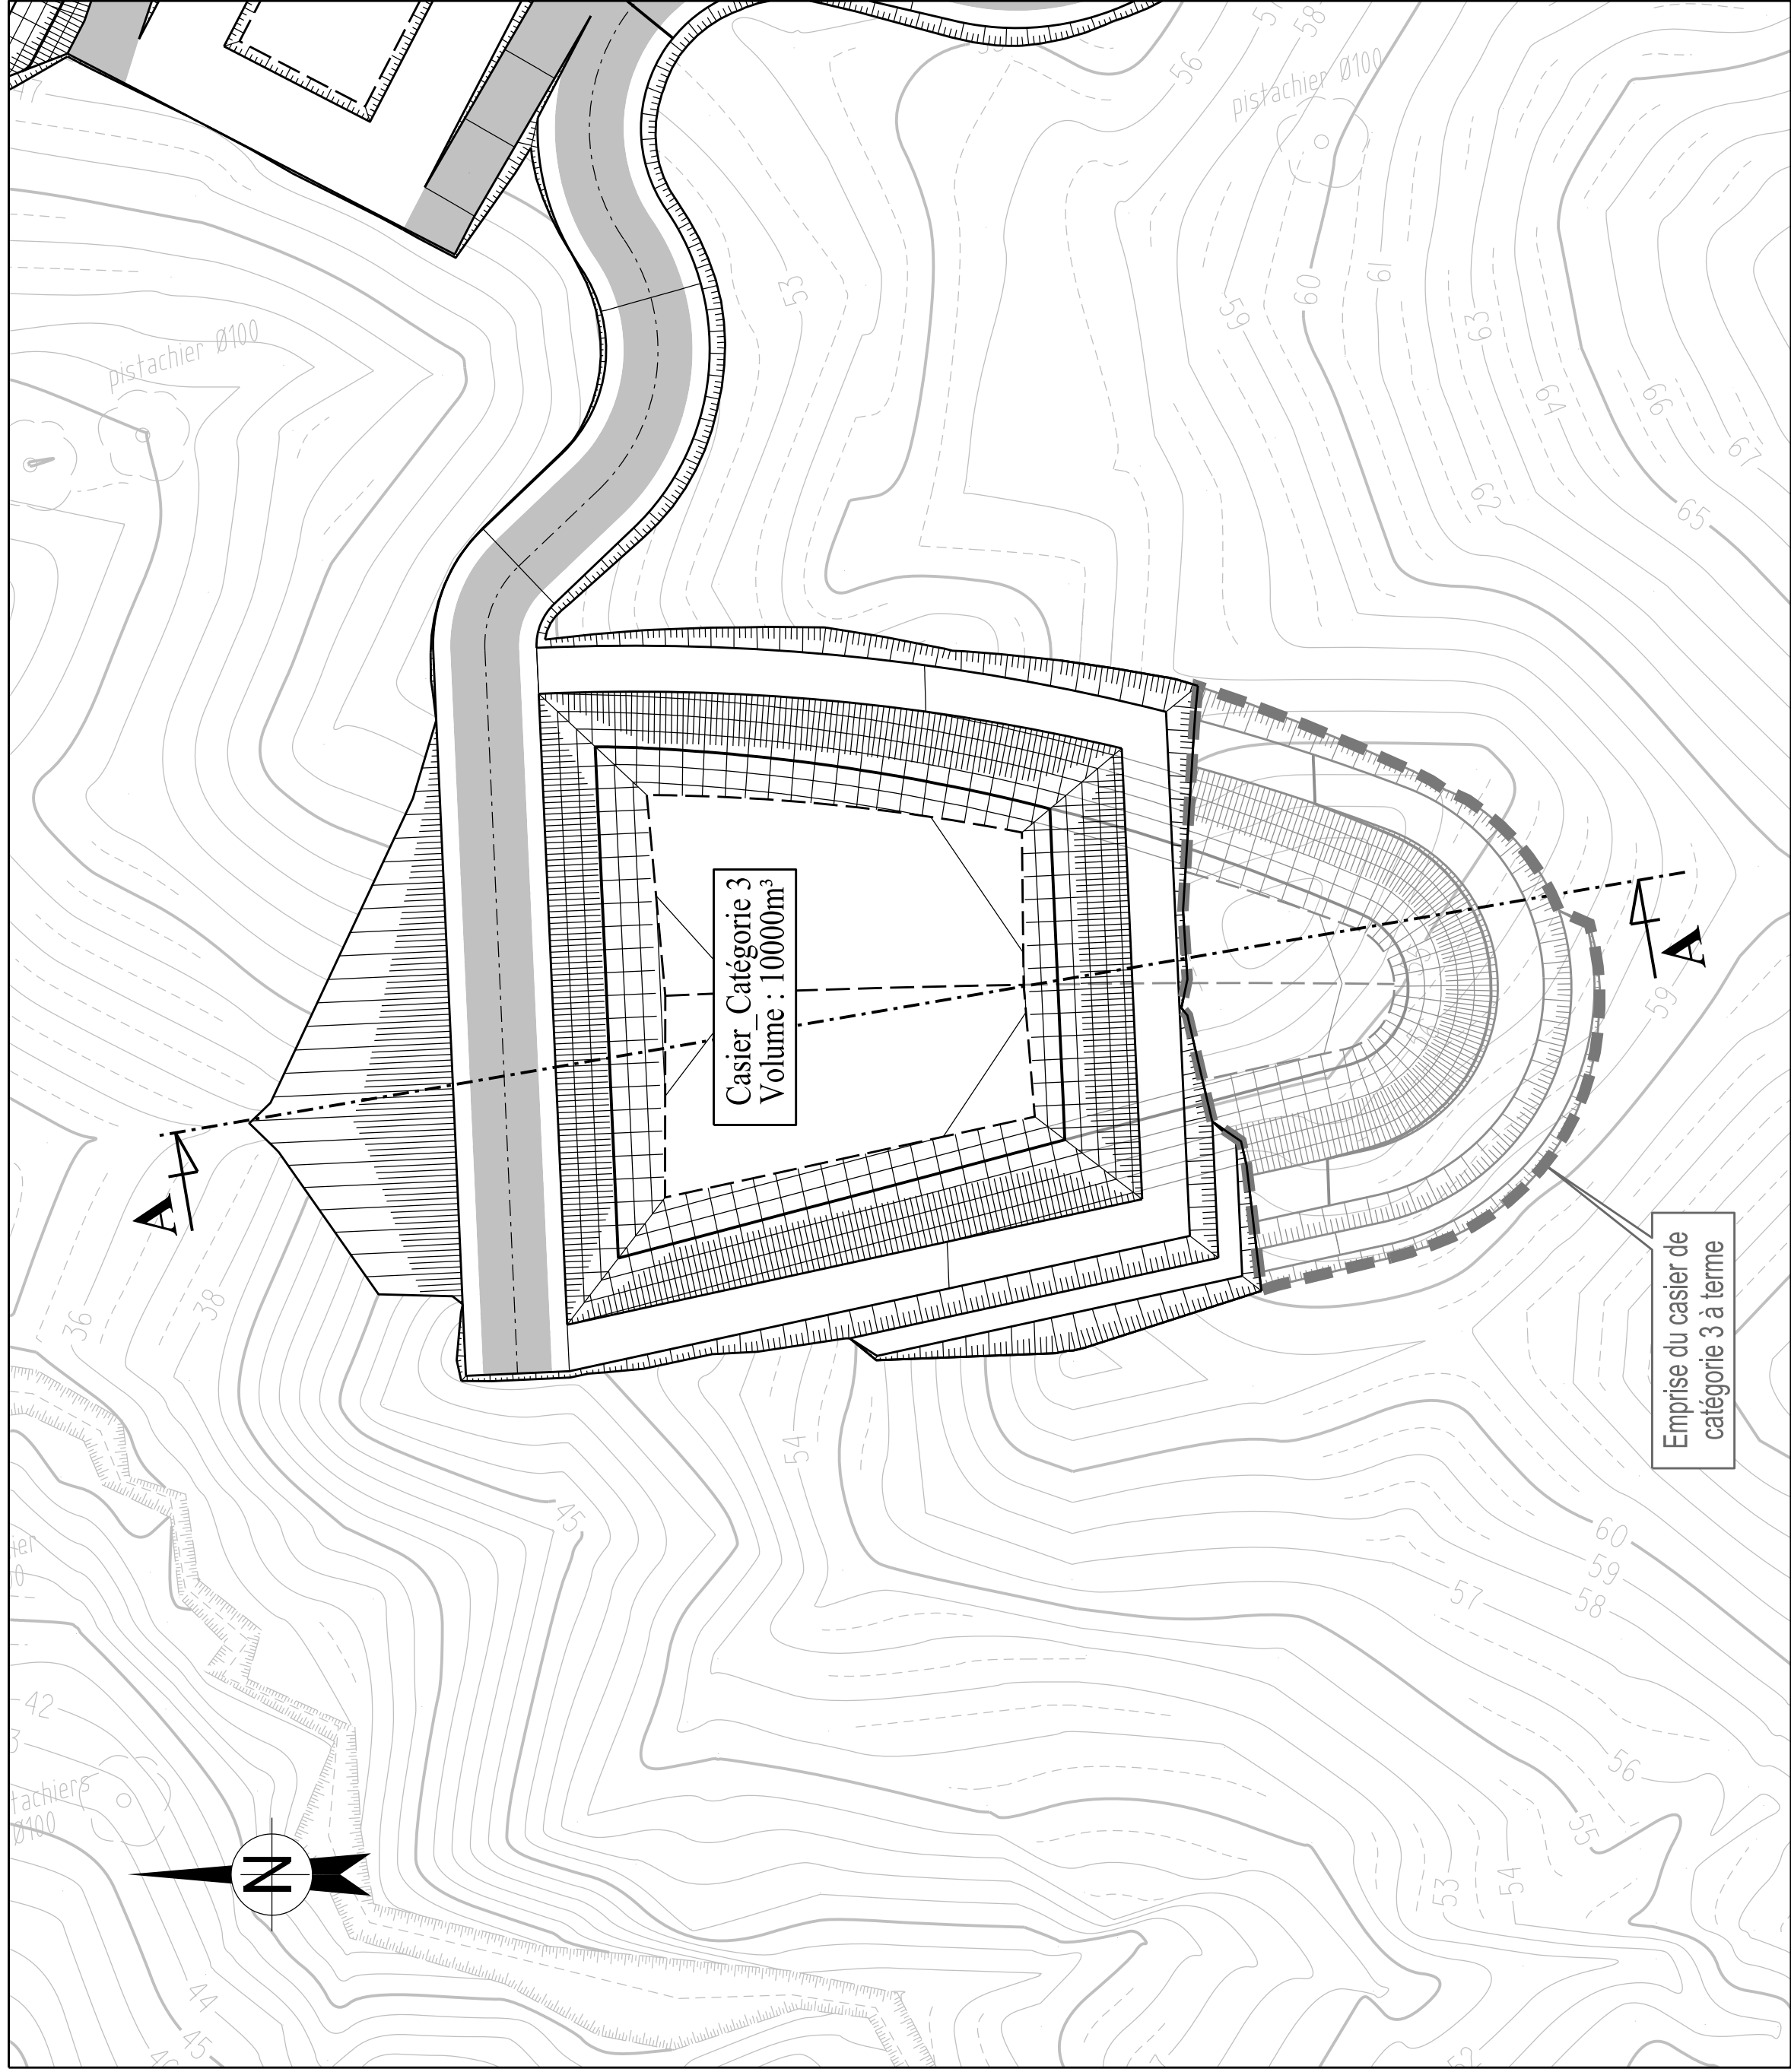 Casier_Catégorie 3
Volume : 10000m³
Emprise du casier de
catégorie 3 à terme
A
A
N
pistachier Ø100
pistachier Ø100
tachiers
Ø100
36
38
42
44
45
45
53
54
56
58
59
60
61
62
63
64
65
66
67
59
60
59
58
57
56
55
54
53